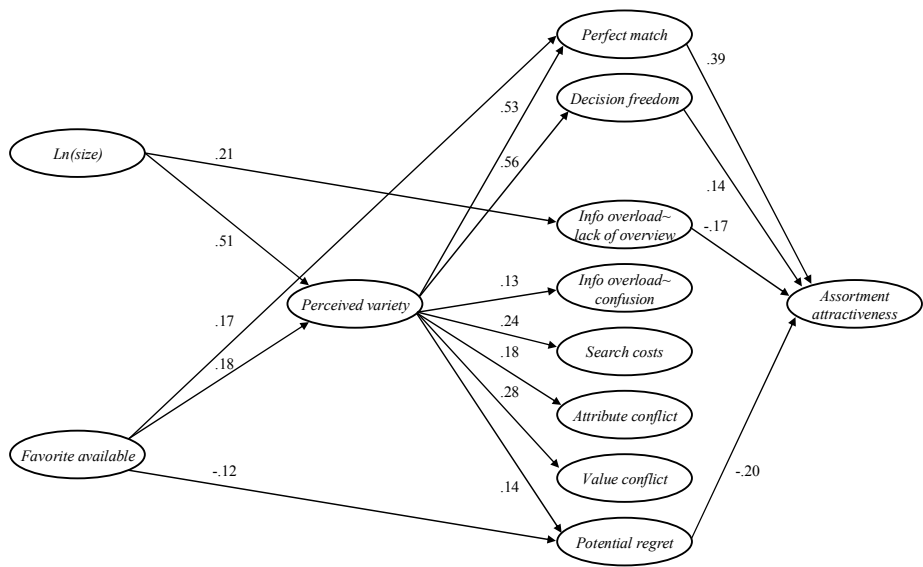 Perfect match
.39
Decision freedom
.53
Ln(size)
.21
.56
.14
Info overload~
lack of overview
-.17
.51
.13
Info overload~
confusion
Perceived variety
Assortment
attractiveness
.17
.24
Search costs
.18
.18
.28
Attribute conflict
Favorite available
-.12
Value conflict
-.20
.14
Potential regret